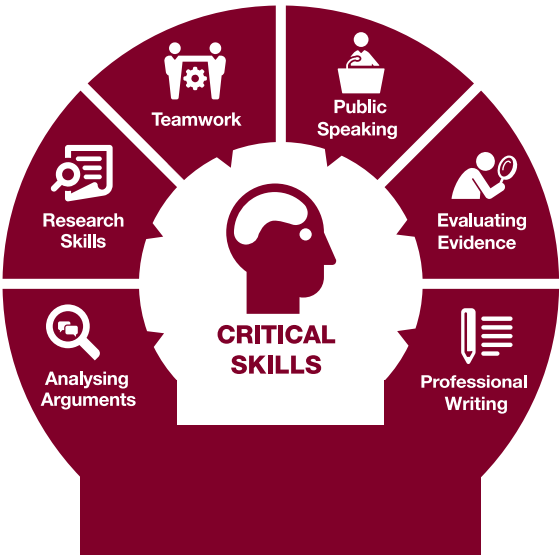 Teamwork
Public
Speaking
Research
Skills
Evaluating
Evidence
CRITICAL
SKILLS
Analysing
Arguments
Professional
Writing